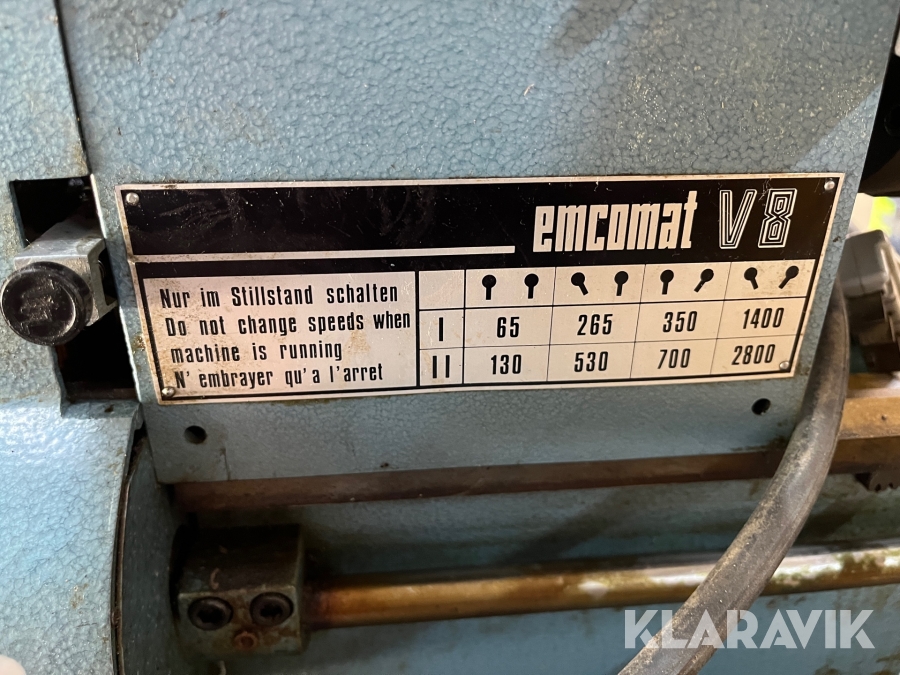 emcomat V8
Nur im Stillstand schalten
Do not change speeds when
machine is running
N' embrayer qu'a l'arret
I 65 265 350 1400
II 130 530 700 2800
KLARAVIK